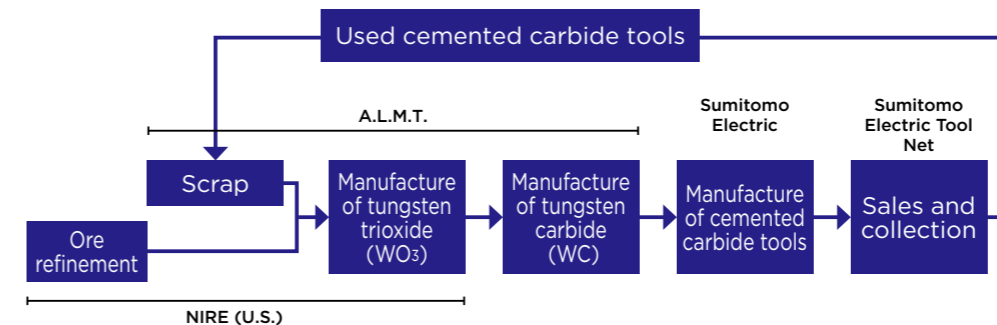 Used cemented carbide tools
A.L.M.T.
Sumitomo
Electric
Sumitomo
Electric Tool
Net
Scrap
Ore
refinement
Manufacture
of tungsten
trioxide
(WO3)
Manufacture
of tungsten
carbide
(WC)
Manufacture
of cemented
carbide tools
Sales and
collection
NIRE (U.S.)